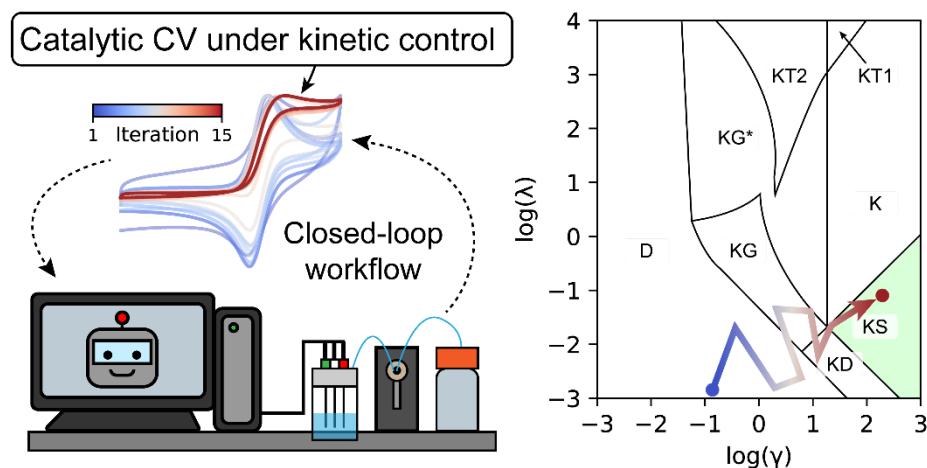 Catalytic CV under kinetic control
1 Iteration 15
Closed-loop
workflow
4
3
2
1
0
−1
−2
−3
log(λ)
−3 −2 −1 0 1 2 3
log(γ)
KT2
KT1
KG*
K
D
KG
KS
KD